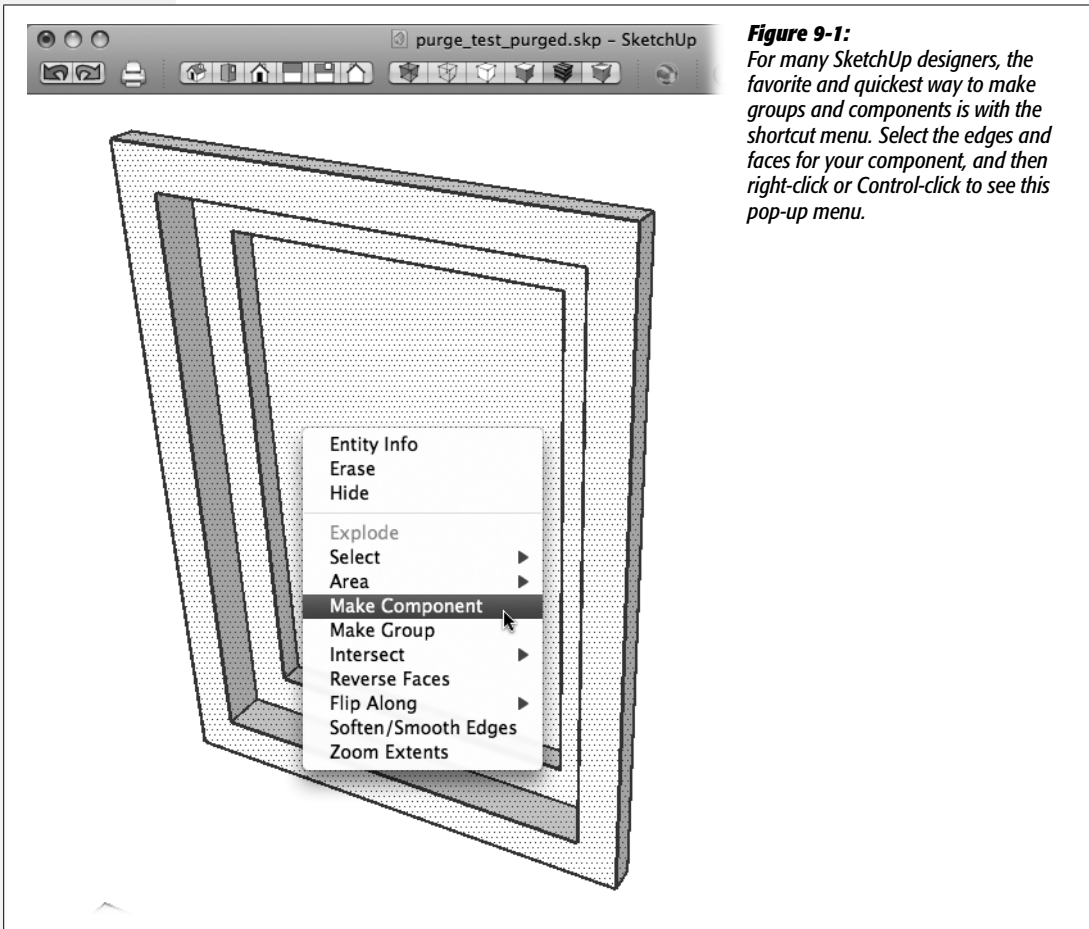 purge_test_purged.skp – SketchUp
Entity Info
Erase
Hide
Explode
Select
Area
Make Component
Make Group
Intersect
Reverse Faces
Flip Along
Soften/Smooth Edges
Zoom Extents
Figure 9-1:
For many SketchUp designers, the
favorite and quickest way to make
groups and components is with the
shortcut menu. Select the edges and
faces for your component, and then
right-click or Control-click to see this
pop-up menu.